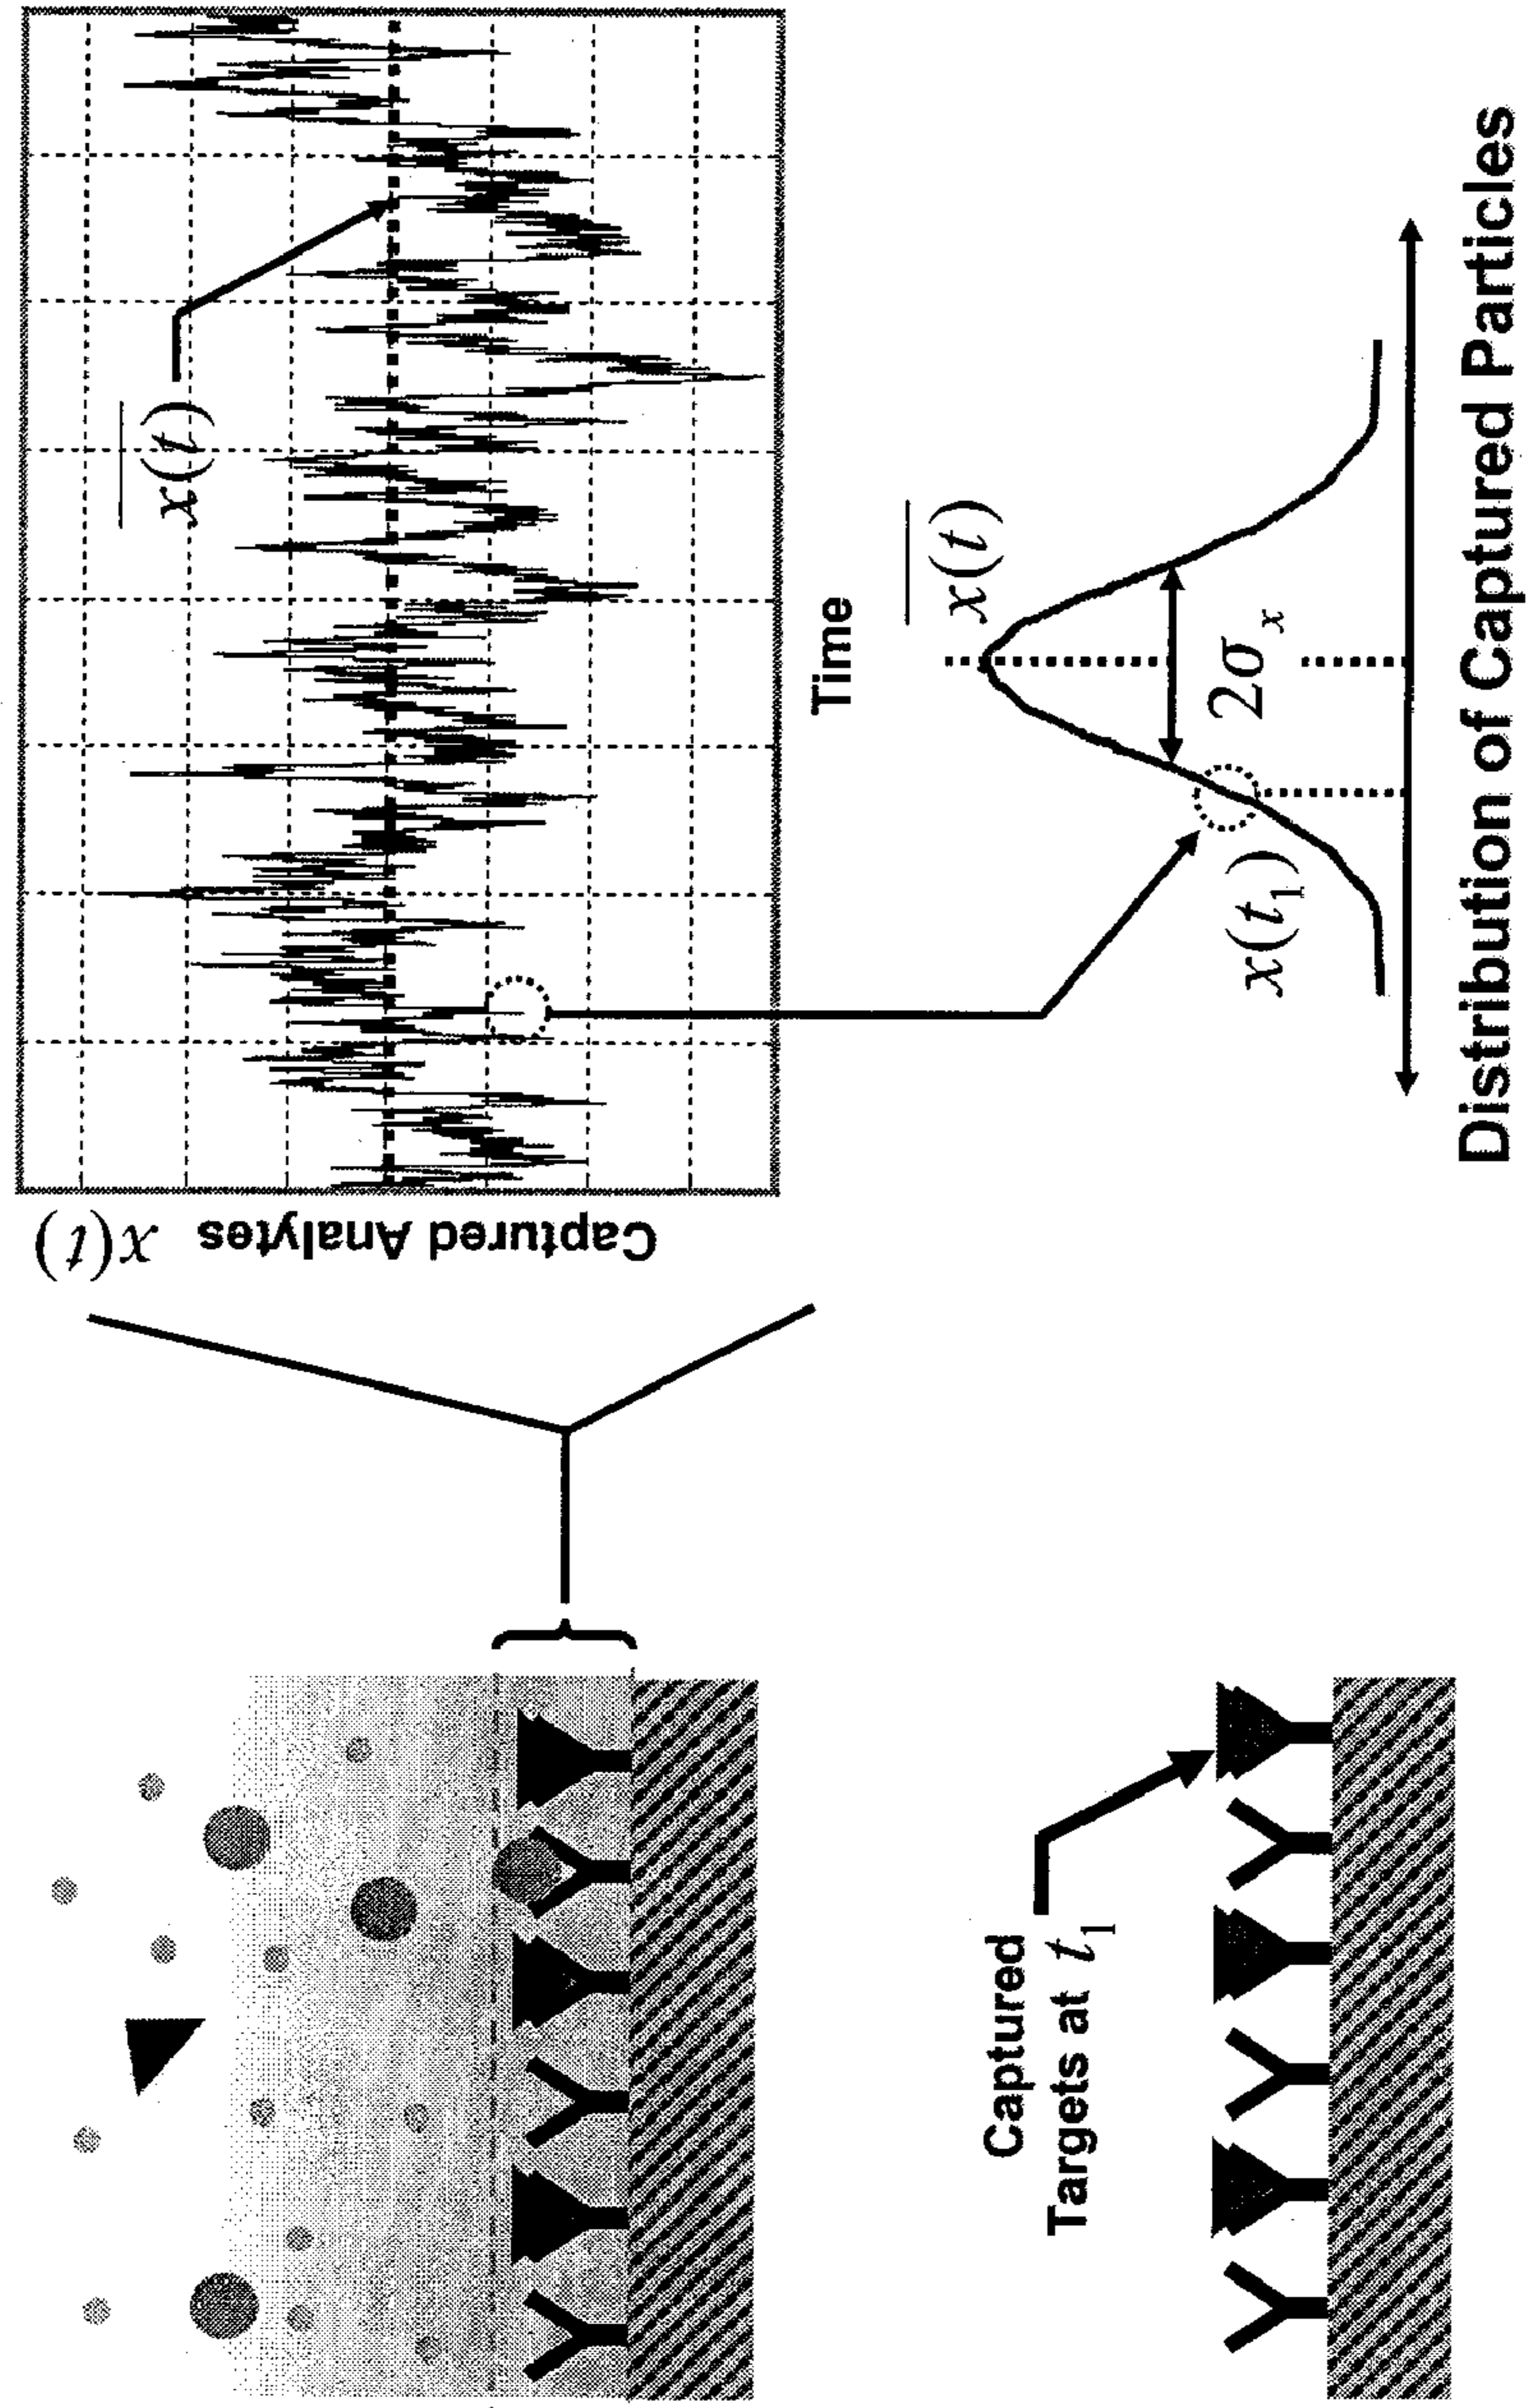 Captured Analytes x(t)
x(t)
Time
x(t)
2σx
x(t1)
Distribution of Captured Particles
Captured
Targets at t1